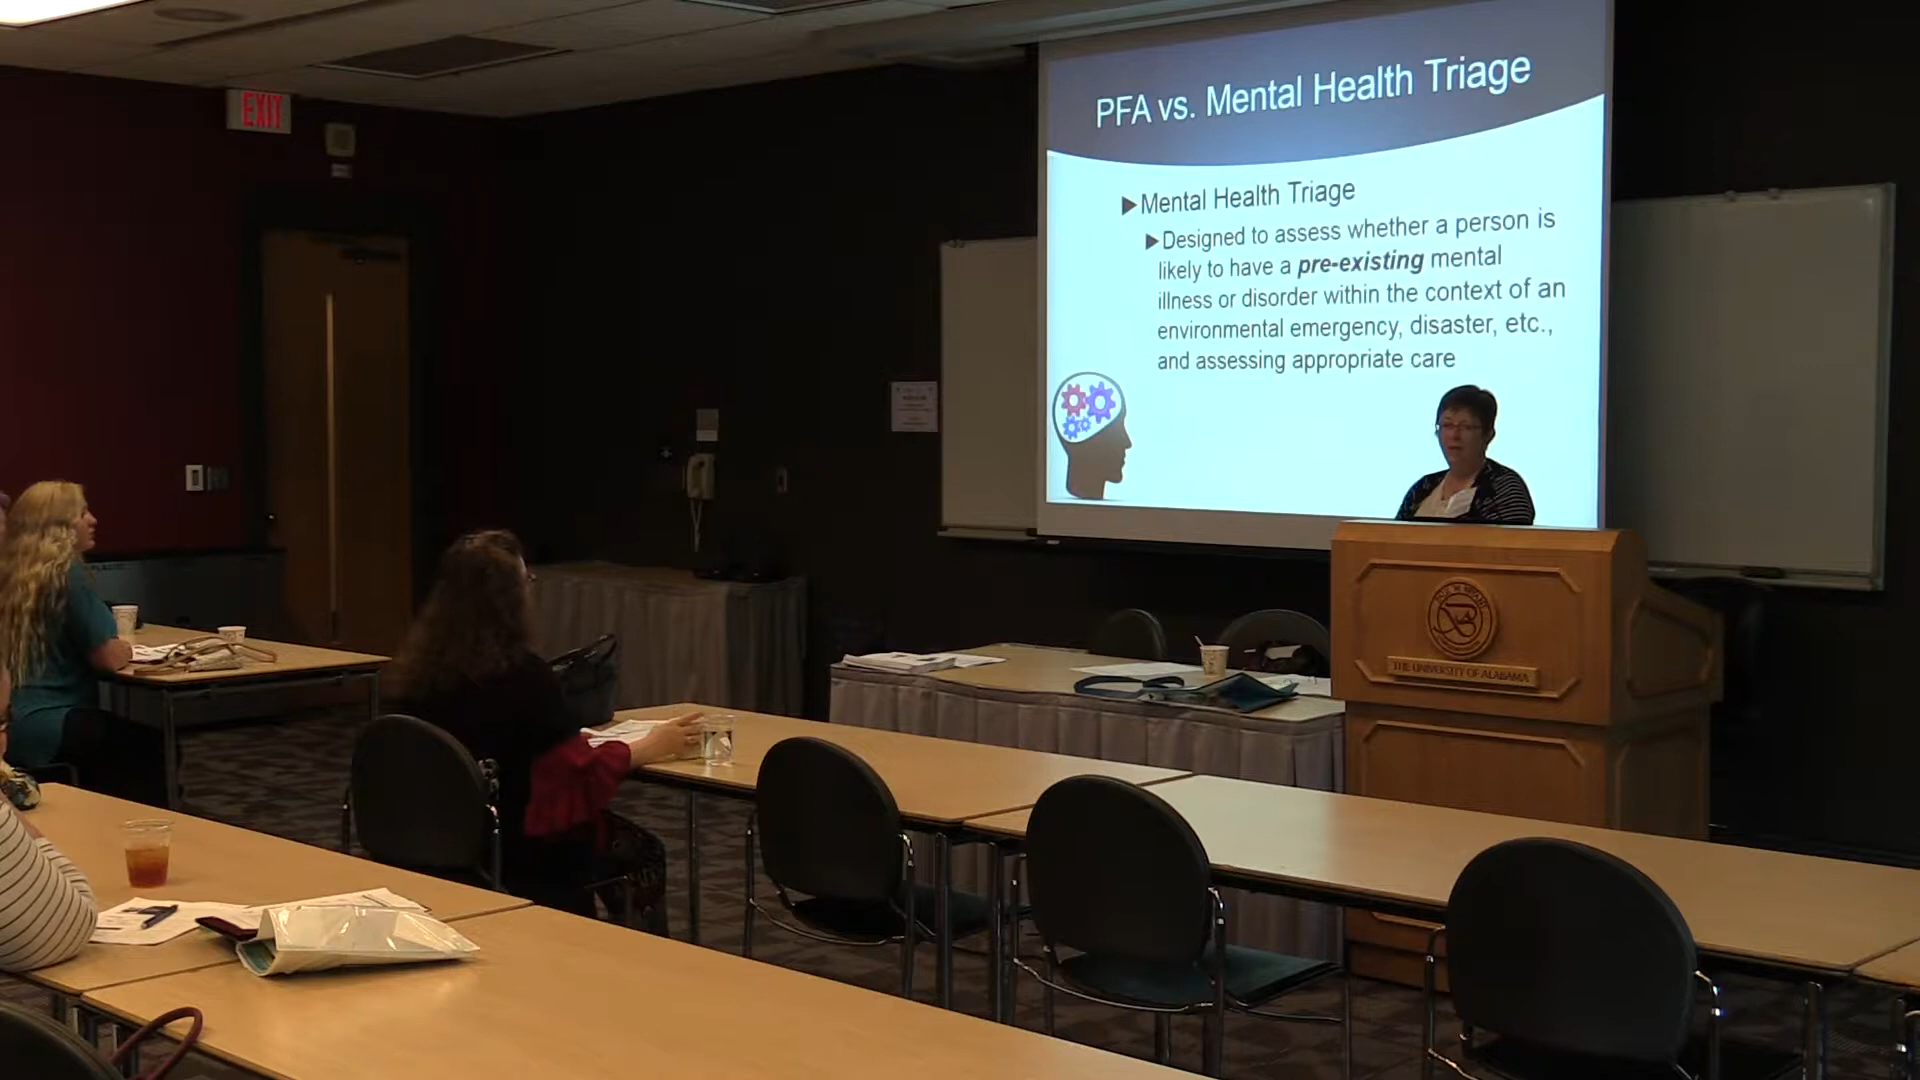 EXIT
PFA vs. Mental Health Triage
▶Mental Health Triage
▶Designed to assess whether a person is
likely to have a pre-existing mental
illness or disorder within the context of an
environmental emergency, disaster, etc.,
and assessing appropriate care
THE UNIVERSITY OF ALABAMA